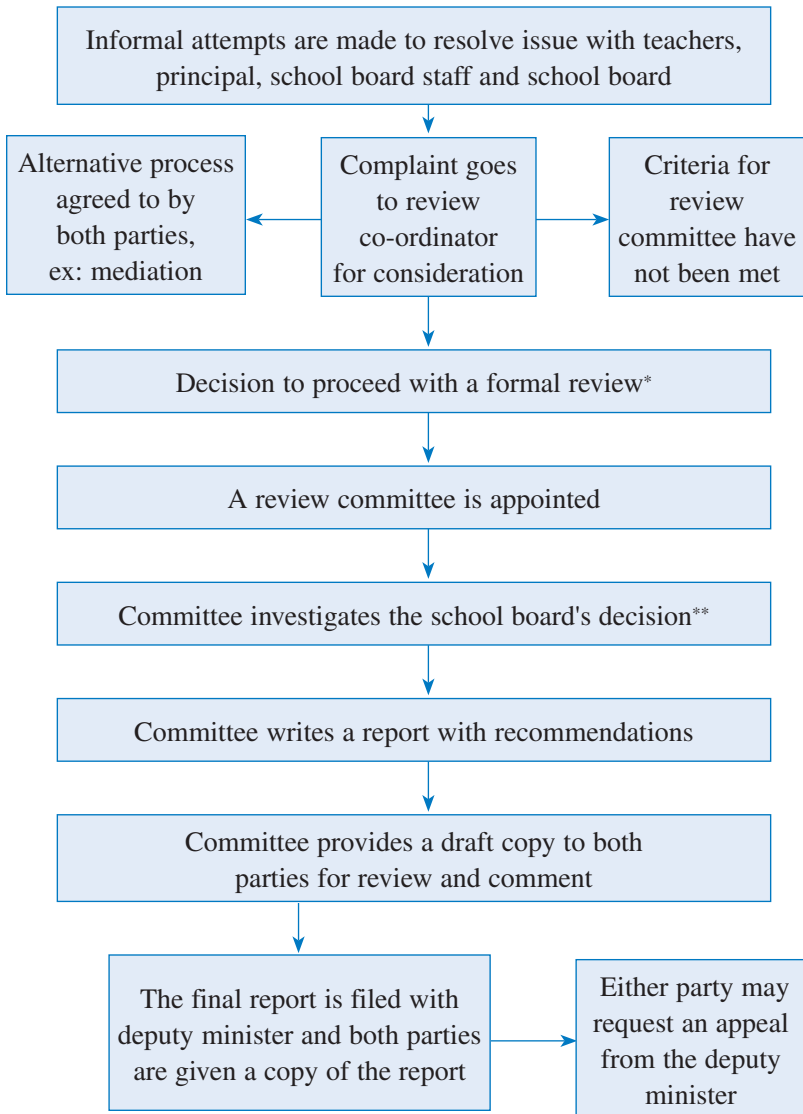 Informal attempts are made to resolve issue with teachers,
principal, school board staff and school board
Alternative process
agreed to by
both parties,
ex: mediation
Complaint goes
to review
co-ordinator
for consideration
Criteria for
review
committee have
not been met
Decision to proceed with a formal review*
A review committee is appointed
Committee investigates the school board's decision**
Committee writes a report with recommendations
Committee provides a draft copy to both
parties for review and comment
The final report is filed with
deputy minister and both parties
are given a copy of the report
Either party may
request an appeal
from the deputy
minister